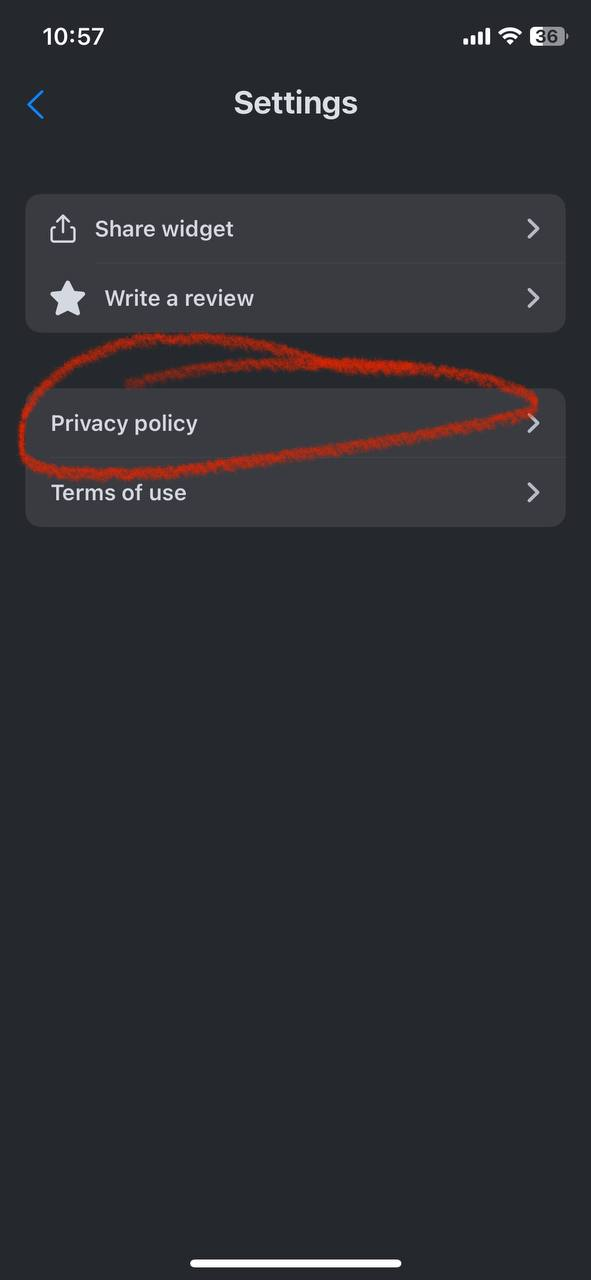 10:57
36
Settings
Share widget
Write a review
Privacy policy
Terms of use